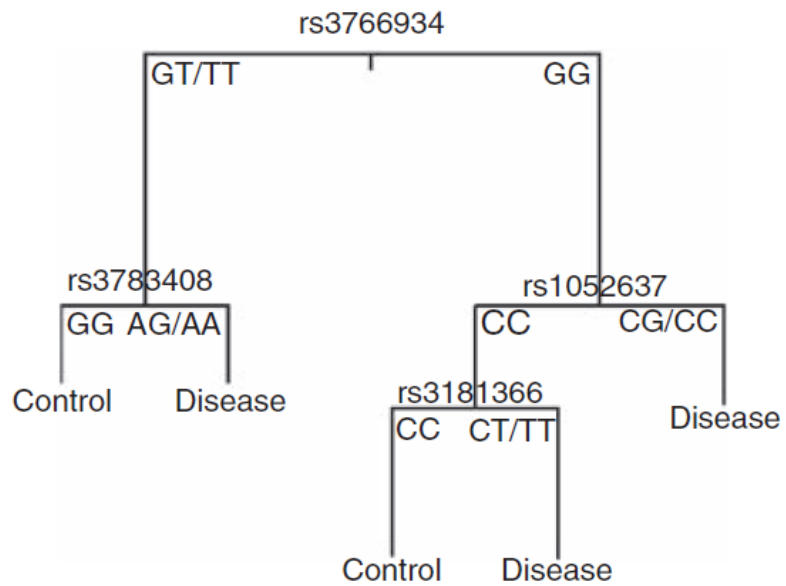 rs3766934
GT/TT GG
rs3783408 rs1052637
GG AG/AA CC CG/CC
Control Disease rs3181366 Disease
CC CT/TT
Control Disease